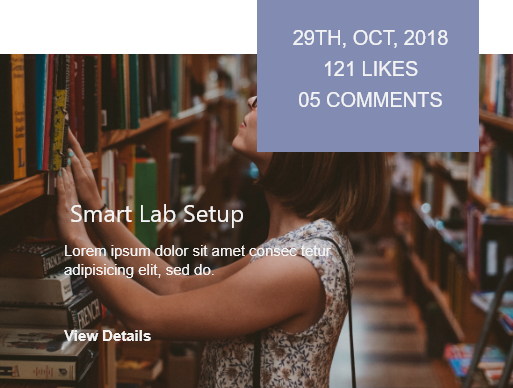 29TH, OCT, 2018
121 LIKES
05 COMMENTS
Smart Lab Setup
Lorem ipsum dolor sit amet consec tetur
adipisicing elit, sed do.
View Details
FRENCH